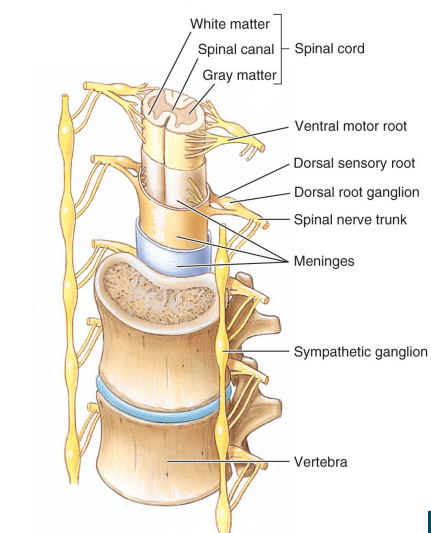 White matter
Spinal canal
Spinal cord
Gray matter
Ventral motor root
Dorsal sensory root
Dorsal root ganglion
Spinal nerve trunk
Meninges
Sympathetic ganglion
Vertebra